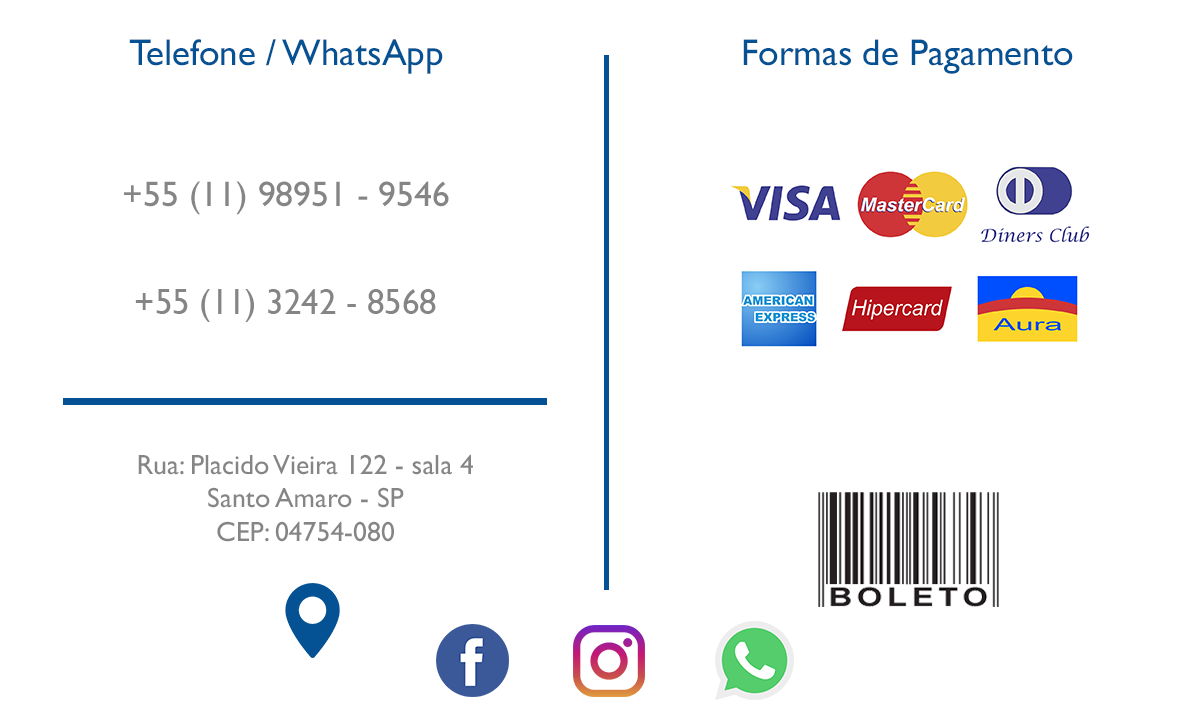 Telefone / WhatsApp
+55 (11) 98951 - 9546
+55 (11) 3242 - 8568
Rua: Placido Vieira 122 - sala 4
Santo Amaro - SP
CEP: 04754-080
Formas de Pagamento
VISA
MasterCard
Diners Club
AMERICAN
EXPRESS
Hipercard
Aura
BOLETO